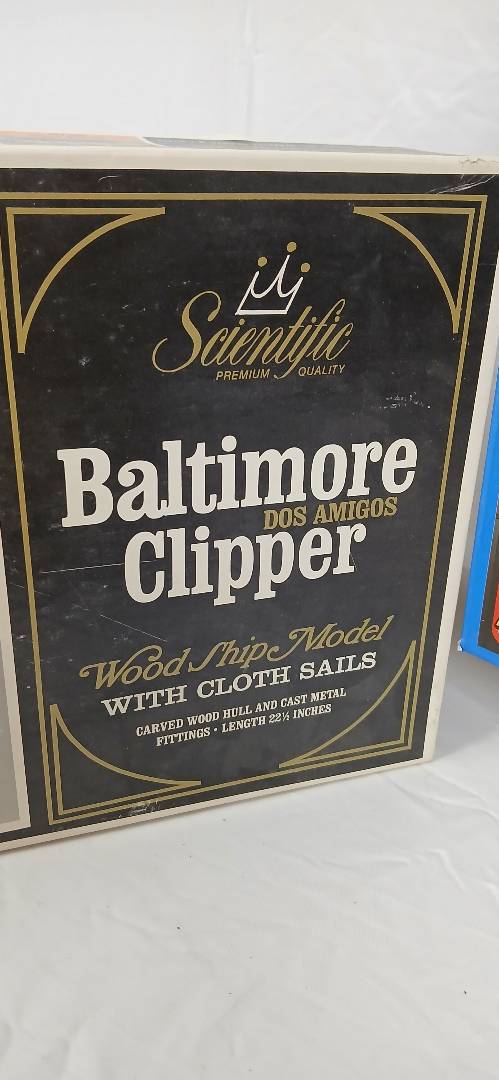 Scientific
PREMIUM QUALITY
Baltimore
DOS AMIGOS
Clipper
Wood Ship Model
WITH CLOTH SAILS
CARVED WOOD HULL AND CAST METAL
FITTINGS • LENGTH 22½ INCHES